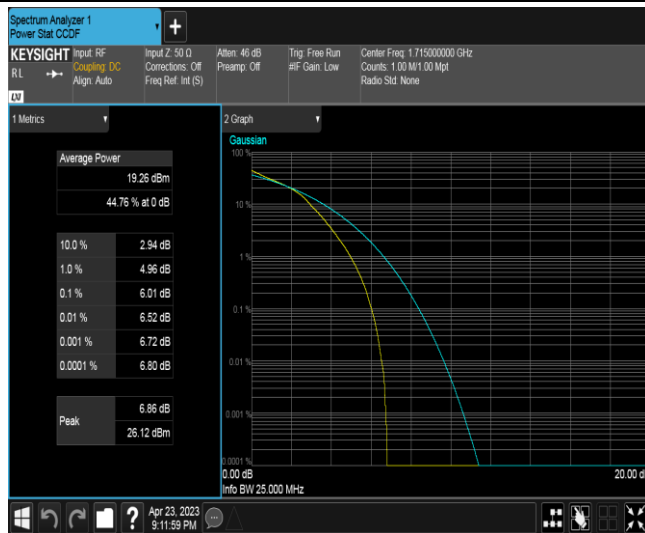 Spectrum Analyzer 1
Power Stat CCDF
+
KEYSIGHT
RL
LXI
Input: RF
Coupling: DC
Align: Auto
Input Z: 50 Ω
Corrections: Off
Freq Ref: Int (S)
Atten: 46 dB
Preamp: Off
Trig: Free Run
#IF Gain: Low
Center Freq: 1.715000000 GHz
Counts: 1.00 M/1.00 Mpt
Radio Std: None
1 Metrics
Average Power
19.26 dBm
44.76 % at 0 dB
10.0 % 2.94 dB
1.0 % 4.96 dB
0.1 % 6.01 dB
0.01 % 6.52 dB
0.001 % 6.72 dB
0.0001 % 6.80 dB
Peak
6.86 dB
26.12 dBm
2 Graph
Gaussian
100 %
10 %
1 %
0.1 %
0.01 %
0.001 %
0.0001 %
0.00 dB
20.00 d
Info BW 25.000 MHz
?
Apr 23, 2023
9:11:59 PM